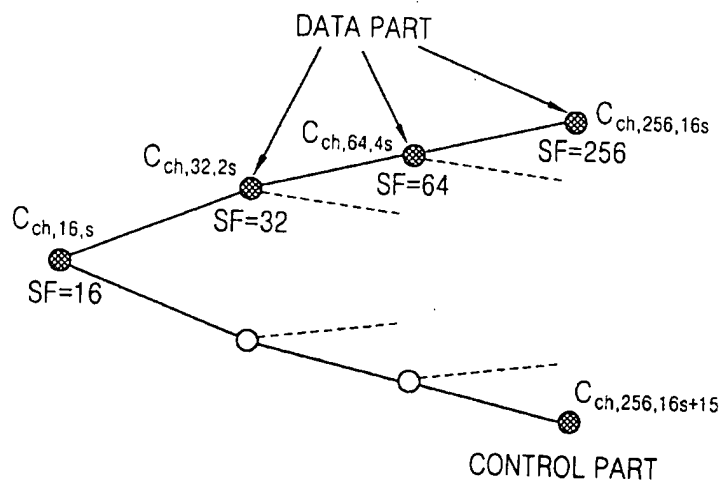 DATA PART
C_ch,256,16s
SF=256
C_ch,64,4s
SF=64
C_ch,32,2s
SF=32
C_ch,16,s
SF=16
C_ch,256,16s+15
CONTROL PART